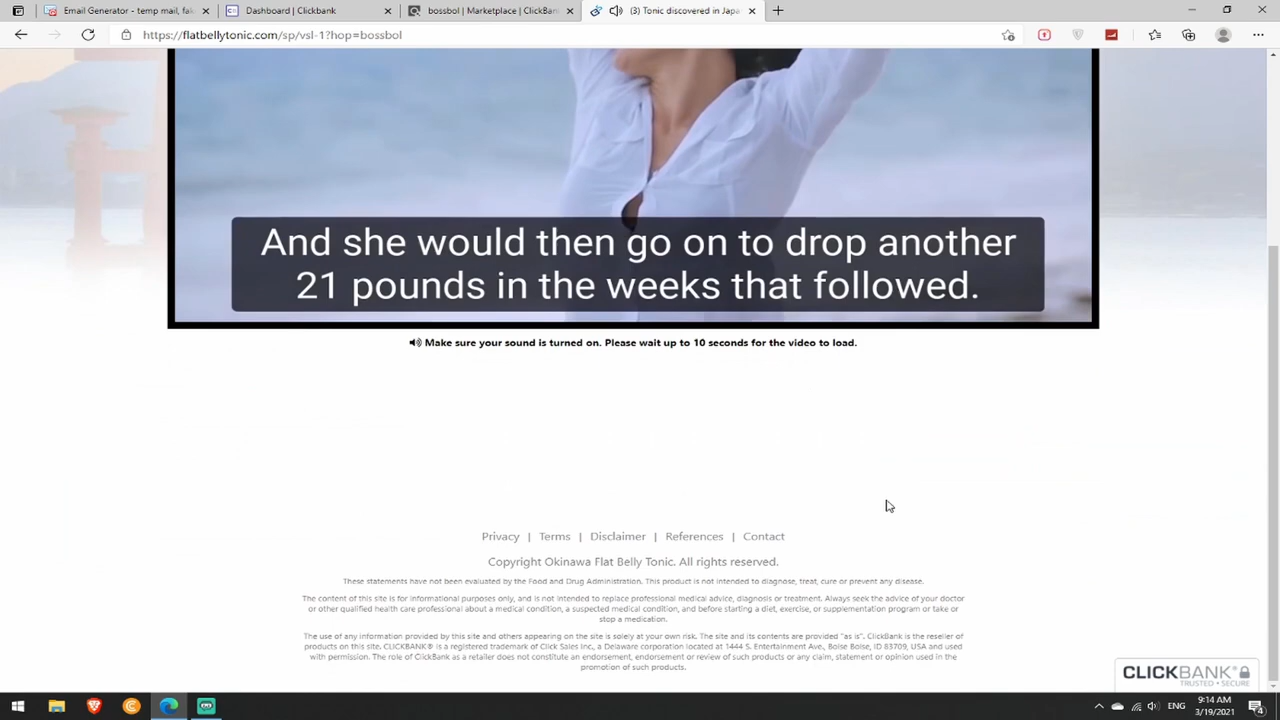 Email Generator - temp mail, fak
Dashboard | Clickbank
bossbol | Marketplace | ClickBan
(3) Tonic discovered in Japa
https://flatbellytonic.com/sp/vsl-1?hop=bossbol
And she would then go on to drop another
21 pounds in the weeks that followed.
Make sure your sound is turned on. Please wait up to 10 seconds for the video to load.
Privacy | Terms | Disclaimer | References | Contact
Copyright Okinawa Flat Belly Tonic. All rights reserved.
These statements have not been evaluated by the Food and Drug Administration. This product is not intended to diagnose, treat, cure or prevent any disease.
The content of this site is for informational purposes only, and is not intended to replace professional medical advice, diagnosis or treatment. Always seek the advice of your doctor
or other qualified health care professional about a medical condition, a suspected medical condition, and before starting a diet, exercise, or supplementation program or take or
stop a medication.
The use of any information provided by this site and others appearing on the site is solely at your own risk. The site and its contents are provided "as is". ClickBank is the reseller of
products on this site. CLICKBANK® is a registered trademark of Click Sales Inc., a Delaware corporation located at 1444 S. Entertainment Ave., Boise Boise, ID 83709, USA and used
with permission. The role of ClickBank as a retailer does not constitute an endorsement, endorsement or review of such products or any claim, statement or opinion used in the
promotion of such products.
CLICKBANK®
TRUSTED • SECURE
ENG
9:14 AM
3/19/2021
4